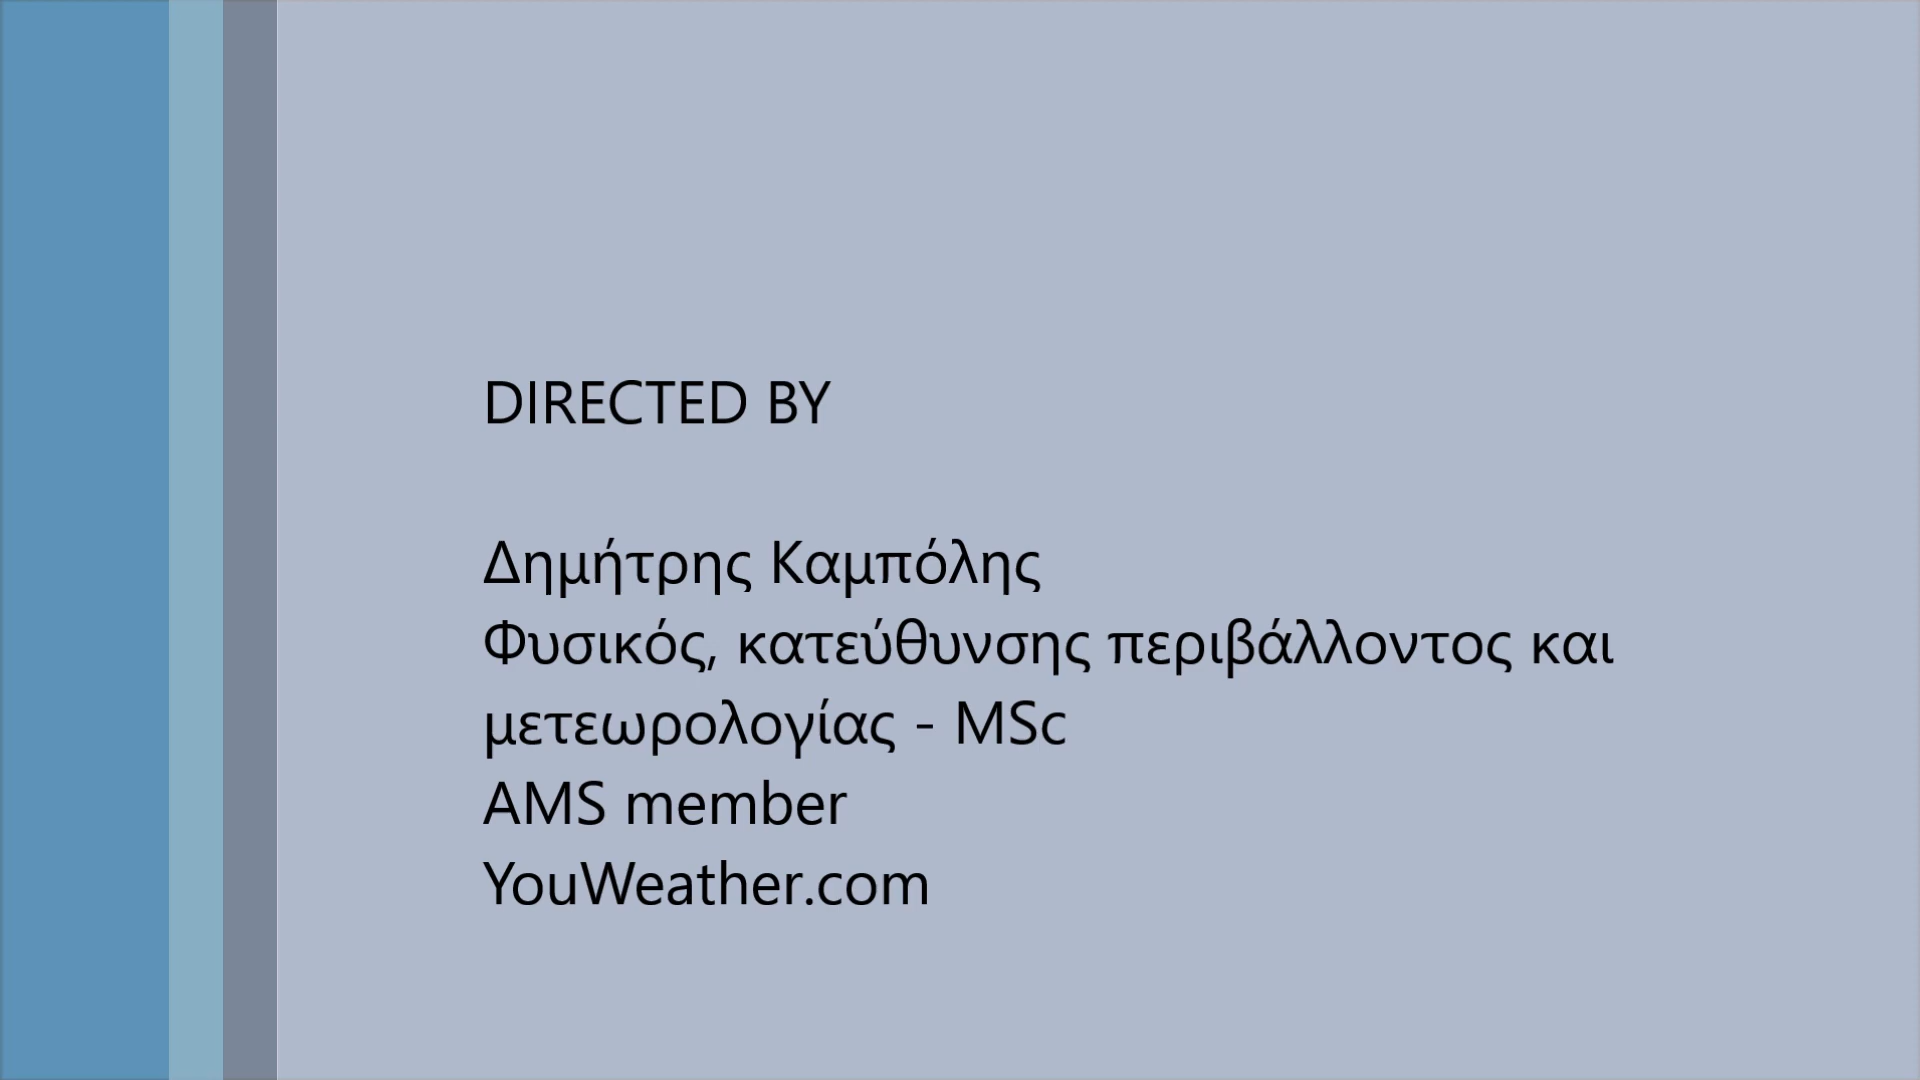 DIRECTED BY
Δημήτρης Καμπόλης
Φυσικός, κατεύθυνσης περιβάλλοντος και
μετεωρολογίας - MSc
AMS member
YouWeather.com